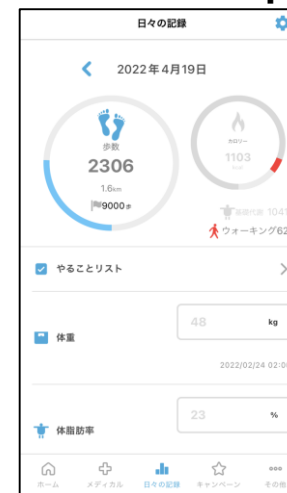 日々の記録
2022年4月19日
歩数
2306
1.6km
9000歩
カロリー
1103
kcal
基礎代謝 1041
ウォーキング62
やることリスト
体重
48 kg
2022/02/24 02:0
体脂肪率
23 %
ホーム メディカル 日々の記録 キャンペーン その他